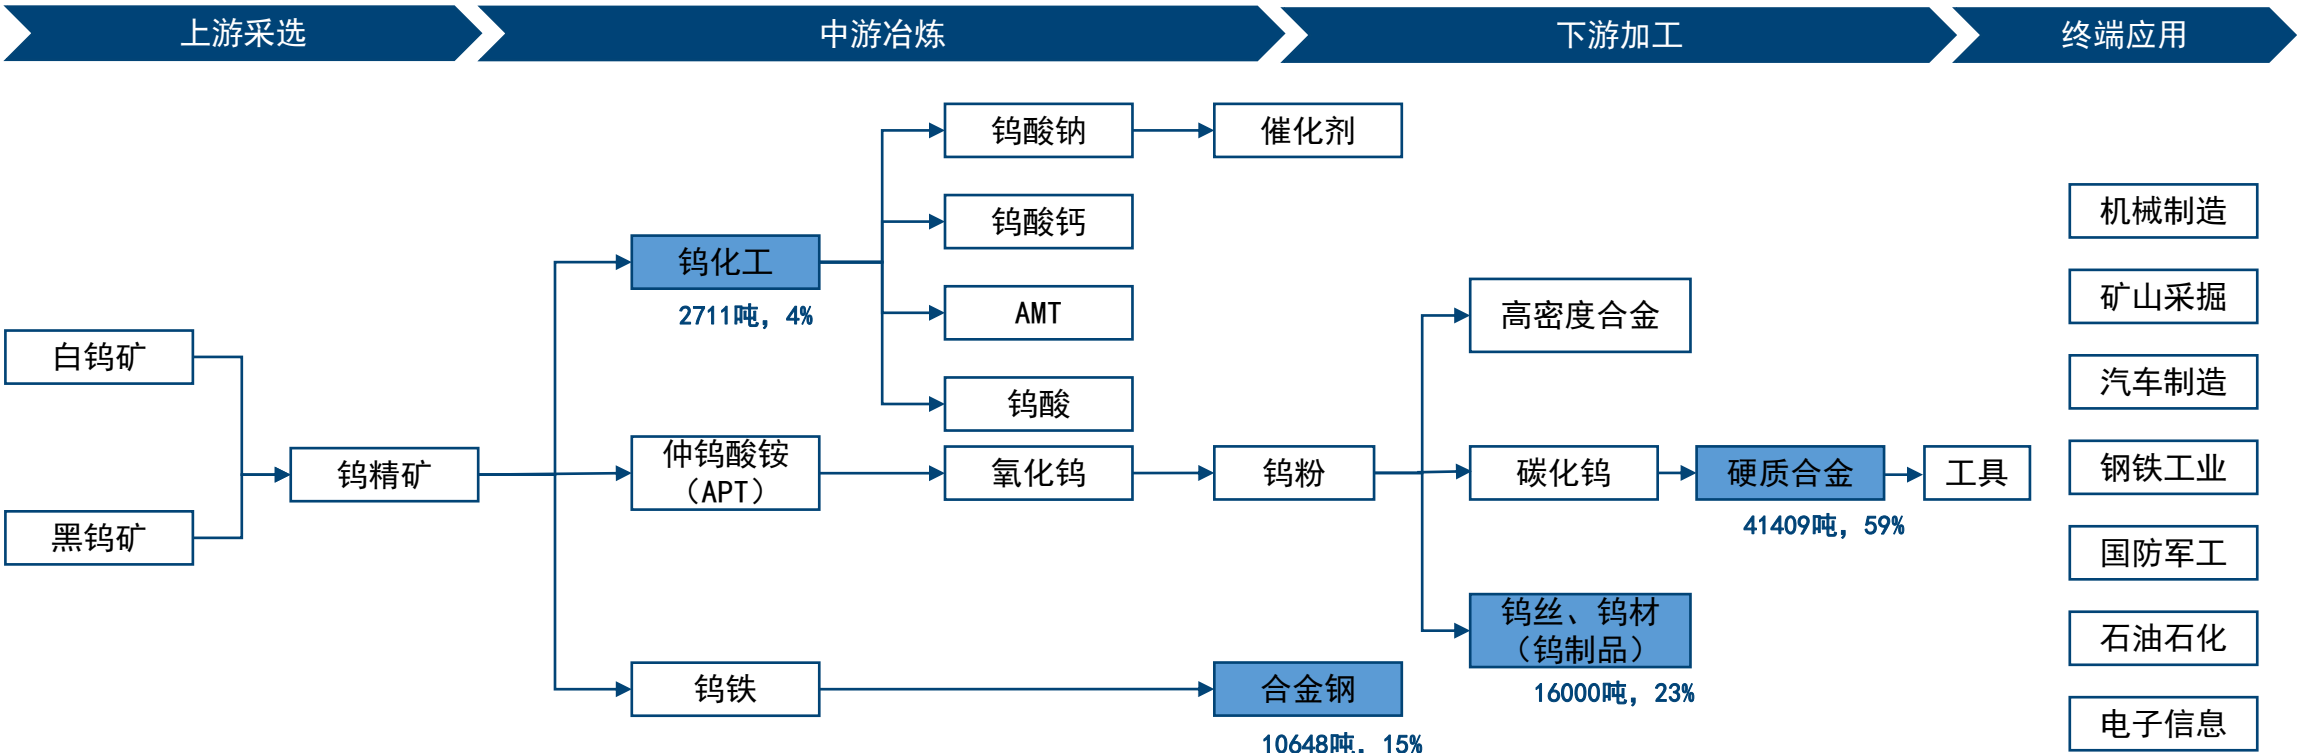 上游采选
中游冶炼
下游加工
终端应用
钨酸钠
催化剂
钨酸钙
机械制造
钨化工
2711吨，4%
高密度合金
矿山采掘
AMT
白钨矿
汽车制造
钨酸
仲钨酸铵
（APT）
钨精矿
氧化钨
钨粉
碳化钨
硬质合金
工具
钢铁工业
41409吨，59%
黑钨矿
国防军工
钨丝、钨材
（钨制品）
石油石化
钨铁
合金钢
16000吨，23%
电子信息
10648吨，15%